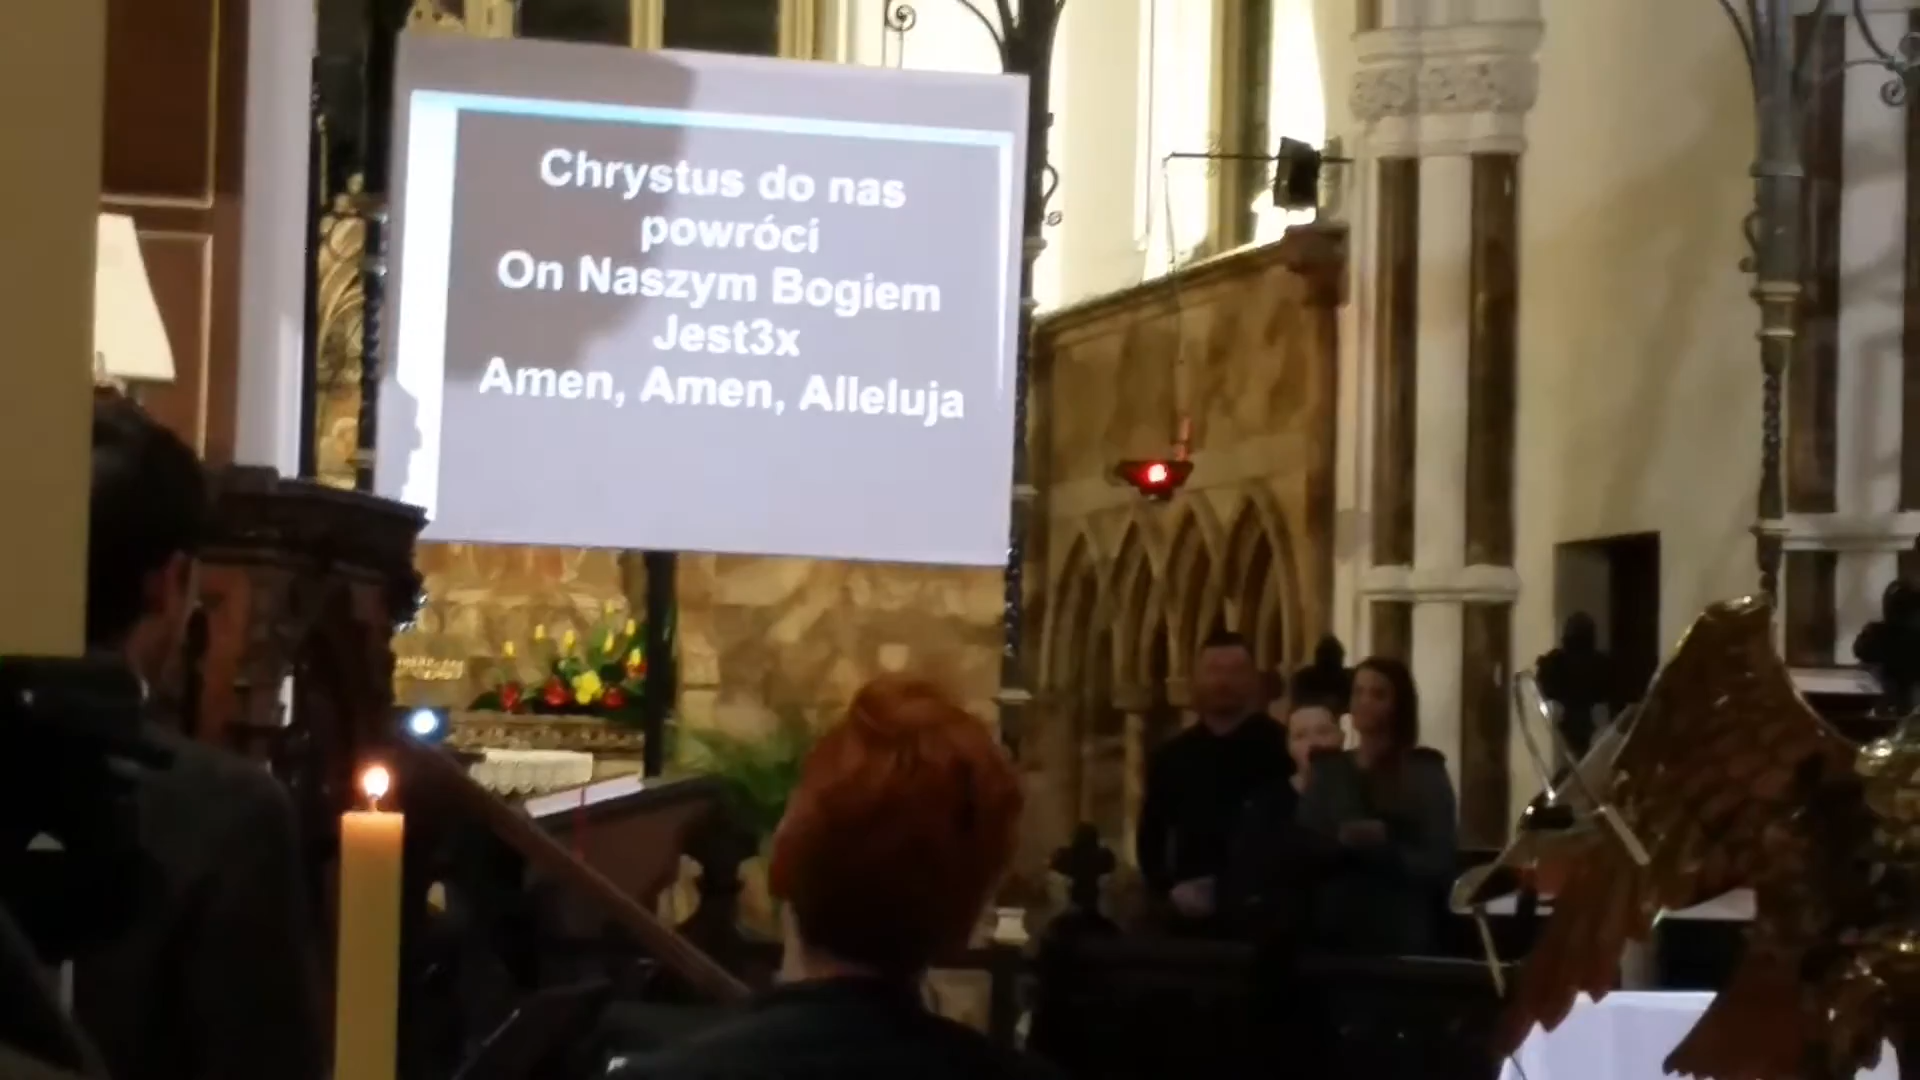 Chrystus do nas
powróci
On Naszym Bogiem
Jest3x
Amen, Amen, Alleluja